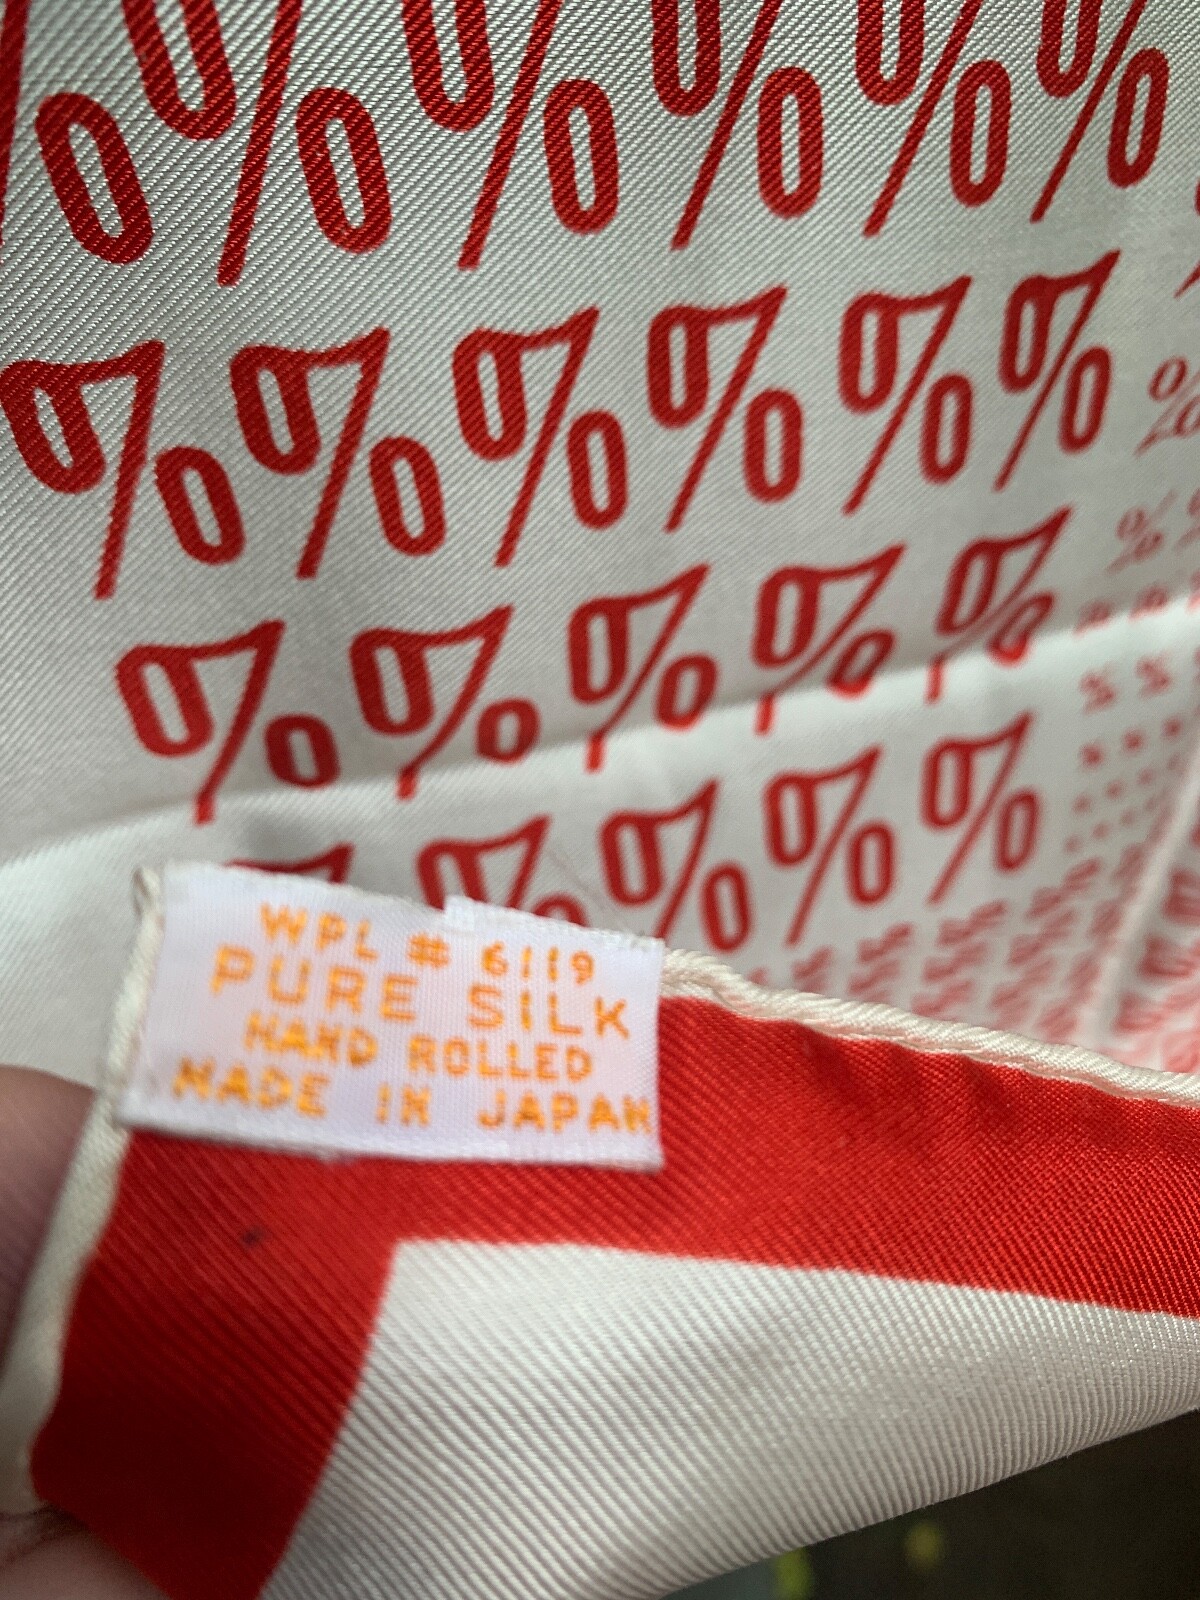 % % % % %
% % % % % %
% % % % %
% % % %
WPL # 6119
PURE SILK
HAND ROLLED
MADE IN JAPAN